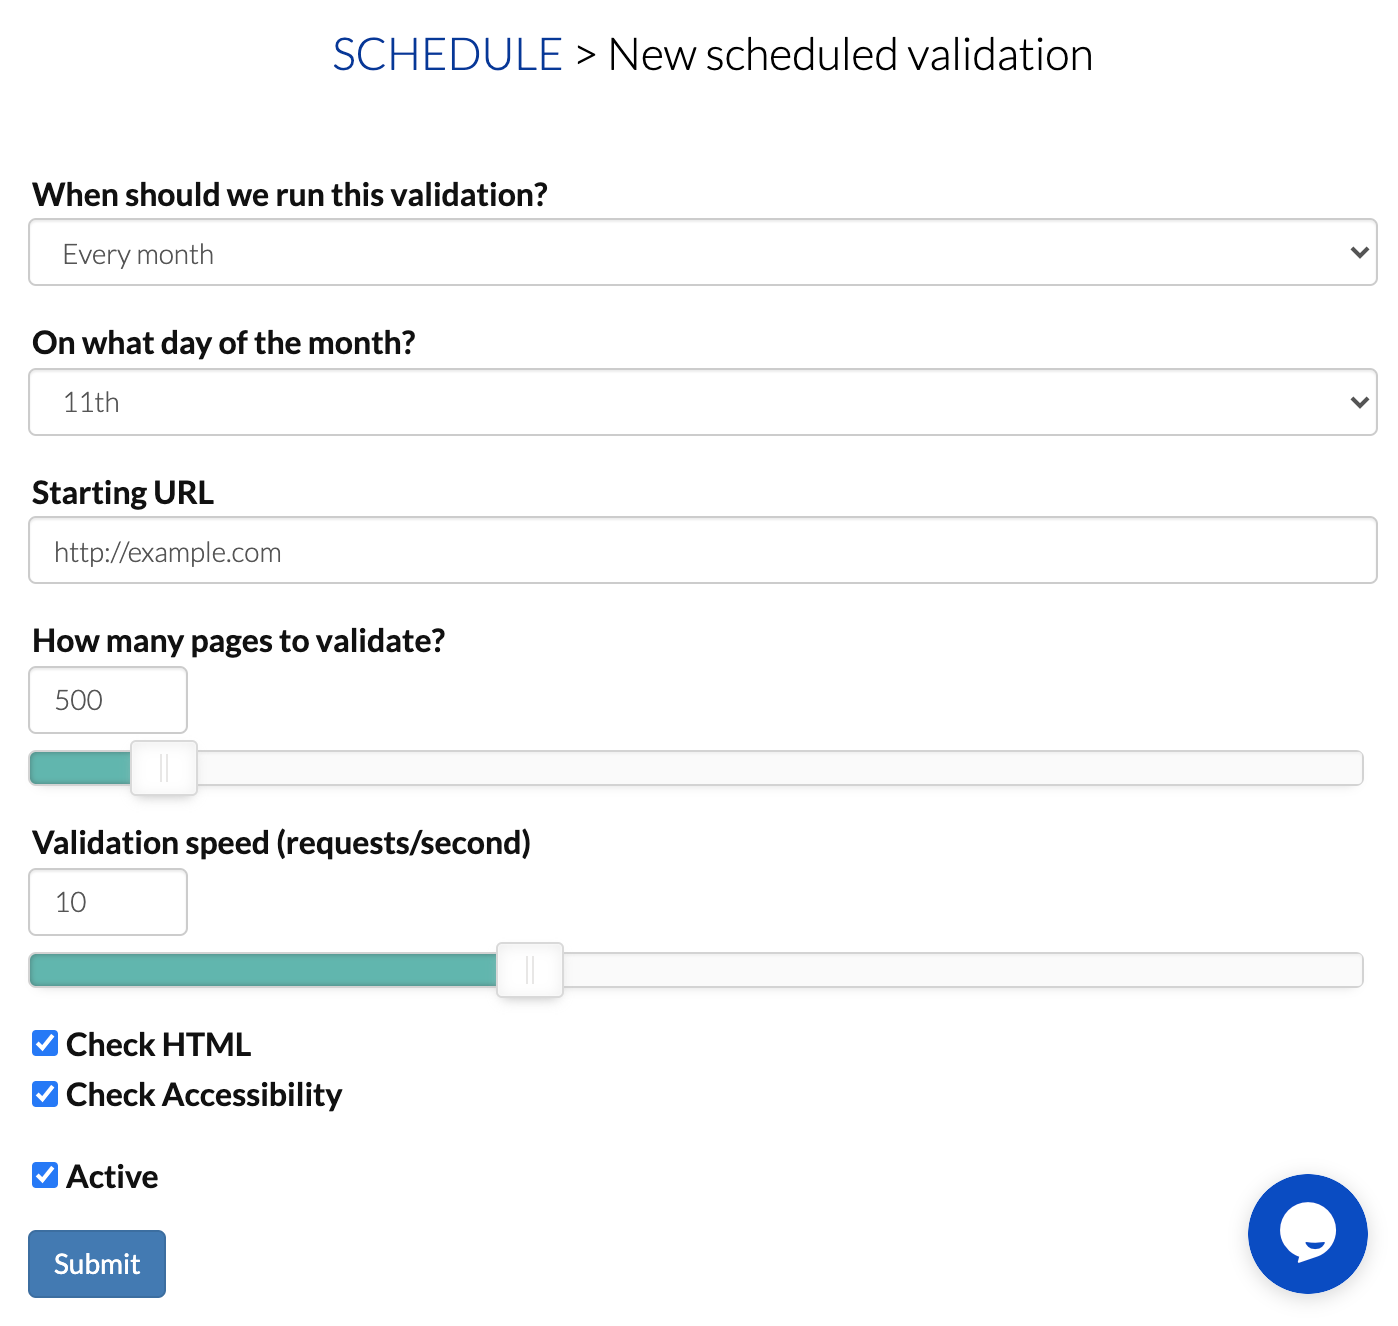 SCHEDULE > New scheduled validation
When should we run this validation?
Every month
On what day of the month?
11th
Starting URL
http://example.com
How many pages to validate?
500
Validation speed (requests/second)
10
Check HTML
Check Accessibility
Active
Submit